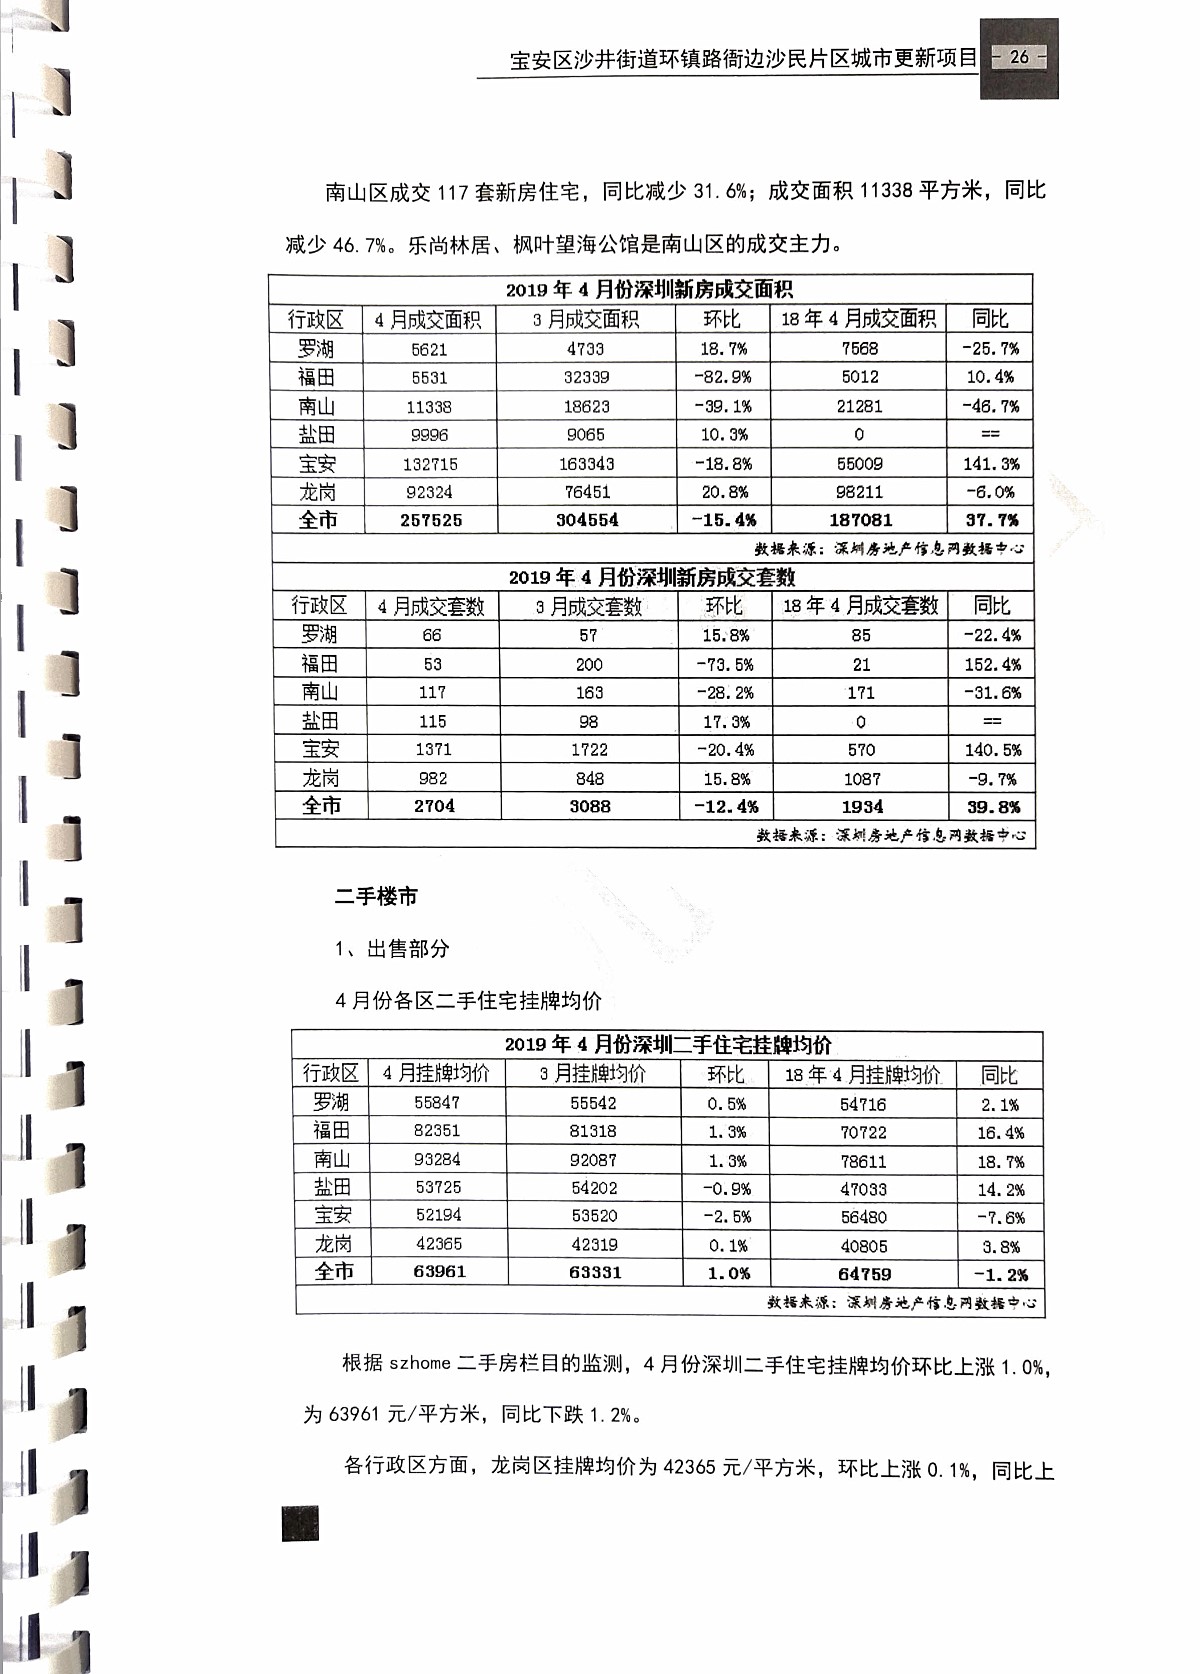 宝安区沙井街道环镇路衙边沙民片区城市更新项目 - 26 -
南山区成交 117 套新房住宅，同比减少 31.6%；成交面积 11338 平方米，同比
减少 46.7%。乐尚林居、枫叶望海公馆是南山区的成交主力。
2019 年 4 月份深圳新房成交面积
行政区 4 月成交面积 3 月成交面积 环比 18 年 4 月成交面积 同比
罗湖 5621 4733 18.7% 7568 -25.7%
福田 5531 32339 -82.9% 5012 10.4%
南山 11338 18623 -39.1% 21281 -46.7%
盐田 9996 9065 10.3% 0 ==
宝安 132715 163343 -18.8% 55009 141.3%
龙岗 92324 76451 20.8% 98211 -6.0%
全市 257525 304554 -15.4% 187081 37.7%
数据来源：深圳房地产信息网数据中心
2019 年 4 月份深圳新房成交套数
行政区 4 月成交套数 3 月成交套数 环比 18 年 4 月成交套数 同比
罗湖 66 57 15.8% 85 -22.4%
福田 53 200 -73.5% 21 152.4%
南山 117 163 -28.2% 171 -31.6%
盐田 115 98 17.3% 0 ==
宝安 1371 1722 -20.4% 570 140.5%
龙岗 982 848 15.8% 1087 -9.7%
全市 2704 3088 -12.4% 1934 39.8%
数据来源：深圳房地产信息网数据中心
二手楼市
1、出售部分
4 月份各区二手住宅挂牌均价
2019 年 4 月份深圳二手住宅挂牌均价
行政区 4 月挂牌均价 3 月挂牌均价 环比 18 年 4 月挂牌均价 同比
罗湖 55847 55542 0.5% 54716 2.1%
福田 82351 81318 1.3% 70722 16.4%
南山 93284 92087 1.3% 78611 18.7%
盐田 53725 54202 -0.9% 47033 14.2%
宝安 52194 53520 -2.5% 56480 -7.6%
龙岗 42365 42319 0.1% 40805 3.8%
全市 63961 63331 1.0% 64759 -1.2%
数据来源：深圳房地产信息网数据中心
根据 szhome 二手房栏目的监测，4 月份深圳二手住宅挂牌均价环比上涨 1.0%，
为 63961 元/平方米，同比下跌 1.2%。
各行政区方面，龙岗区挂牌均价为 42365 元/平方米，环比上涨 0.1%，同比上